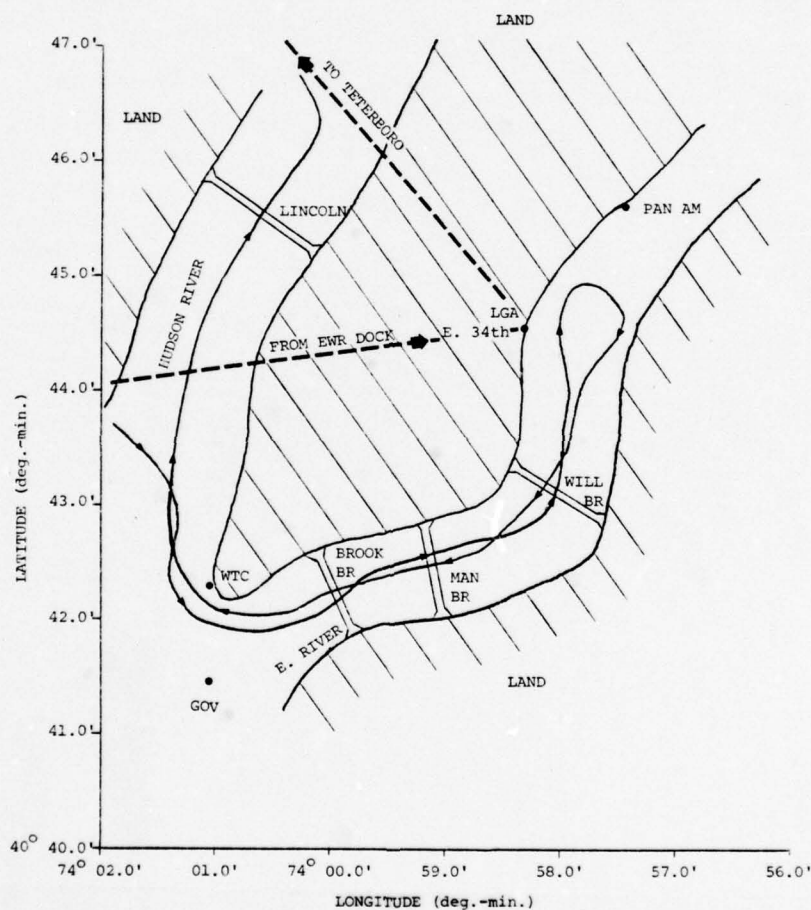 LAND
47.0'
TO TETERBORO
LAND
46.0'
LINCOLN
PAN AM
HUDSON RIVER
45.0'
LGA
E. 34th
FROM EWR DOCK
44.0'
LATITUDE (deg.-min.)
WILL
BR
43.0'
BROOK
BR
WTC
MAN
BR
42.0'
E. RIVER
GOV
LAND
41.0'
40° 40.0'
74° 02.0' 01.0' 74° 00.0' 59.0' 58.0' 57.0' 56.0'
LONGITUDE (deg.-min.)